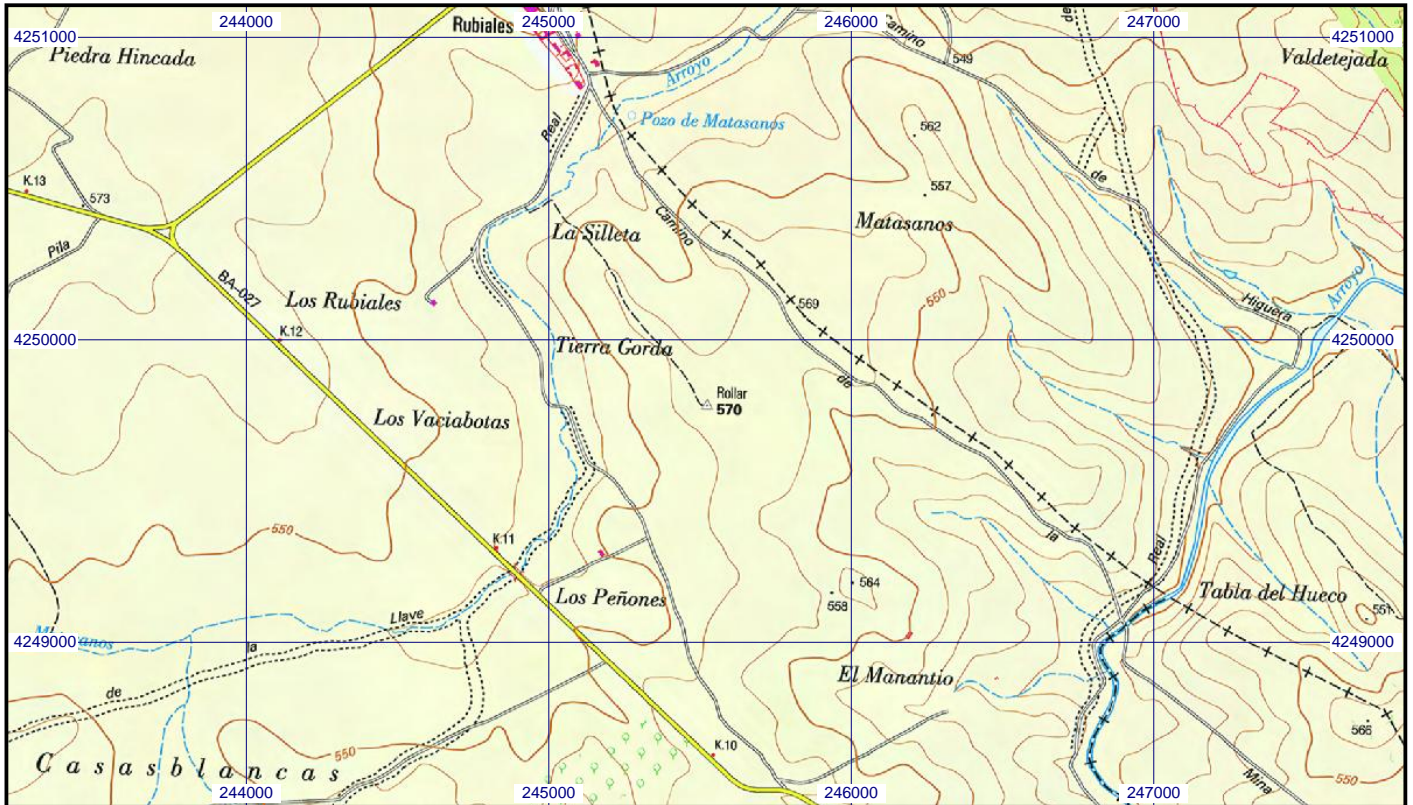 244000
245000
246000
247000
Rubiales
4251000
4251000
Piedra Hincada
Camino
de
549
Valdetejada
Arroyo
Real
Pozo de Matasanos
562
K.13
573
de
557
Camino
Matasanos
La Silleta
Pila
BA-027
Los Rubiales
569
560
Higuera
Arroyo
K.12
4250000
4250000
Tierra Gorda
de
Rollar
570
Los Vaciabotas
550
K.11
la
Real
564
558
Los Peñones
Tabla del Hueco
551
Llave
4249000
4249000
la
El Manantio
de
566
550
K.10
550
Mina
Casasblancas
244000
245000
246000
247000